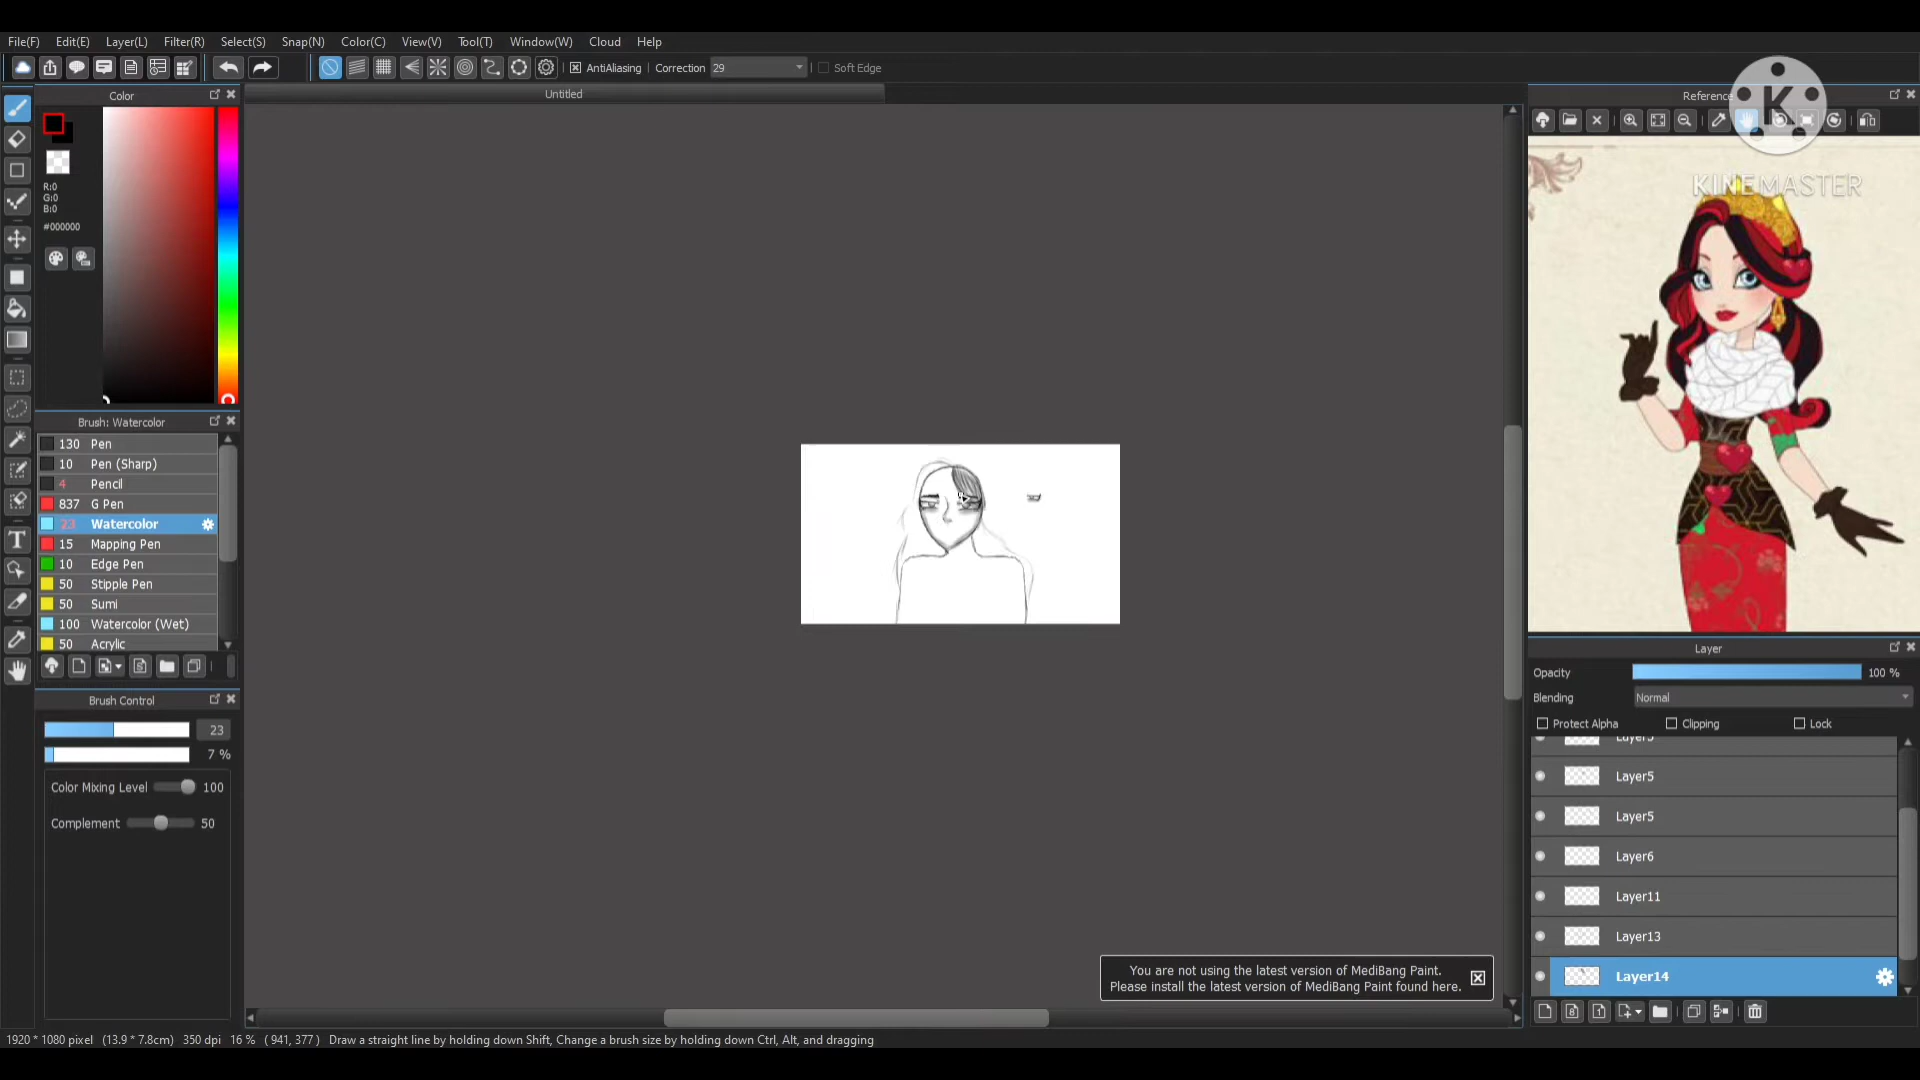 File(F) Edit(E) Layer(L) Filter(R) Select(S) Snap(N) Color(C) View(V) Tool(T) Window(W) Cloud Help
AntiAliasing Correction 29 Soft Edge
Untitled
Color
R:0
G:0
B:0
#000000
Brush: Watercolor
130 Pen
10 Pen (Sharp)
4 Pencil
837 G Pen
23 Watercolor
15 Mapping Pen
10 Edge Pen
50 Stipple Pen
50 Sumi
100 Watercolor (Wet)
50 Acrylic
Brush Control
23
7 %
Color Mixing Level 100
Complement 50
Reference
K
KINEMASTER
Layer
Opacity 100 %
Blending Normal
Protect Alpha Clipping Lock
Layer5
Layer5
Layer6
Layer11
Layer13
Layer14
You are not using the latest version of MediBang Paint.
Please install the latest version of MediBang Paint found here.
1920 * 1080 pixel (13.9 * 7.8cm) 350 dpi 16 % ( 941, 377 ) Draw a straight line by holding down Shift, Change a brush size by holding down Ctrl, Alt, and dragging